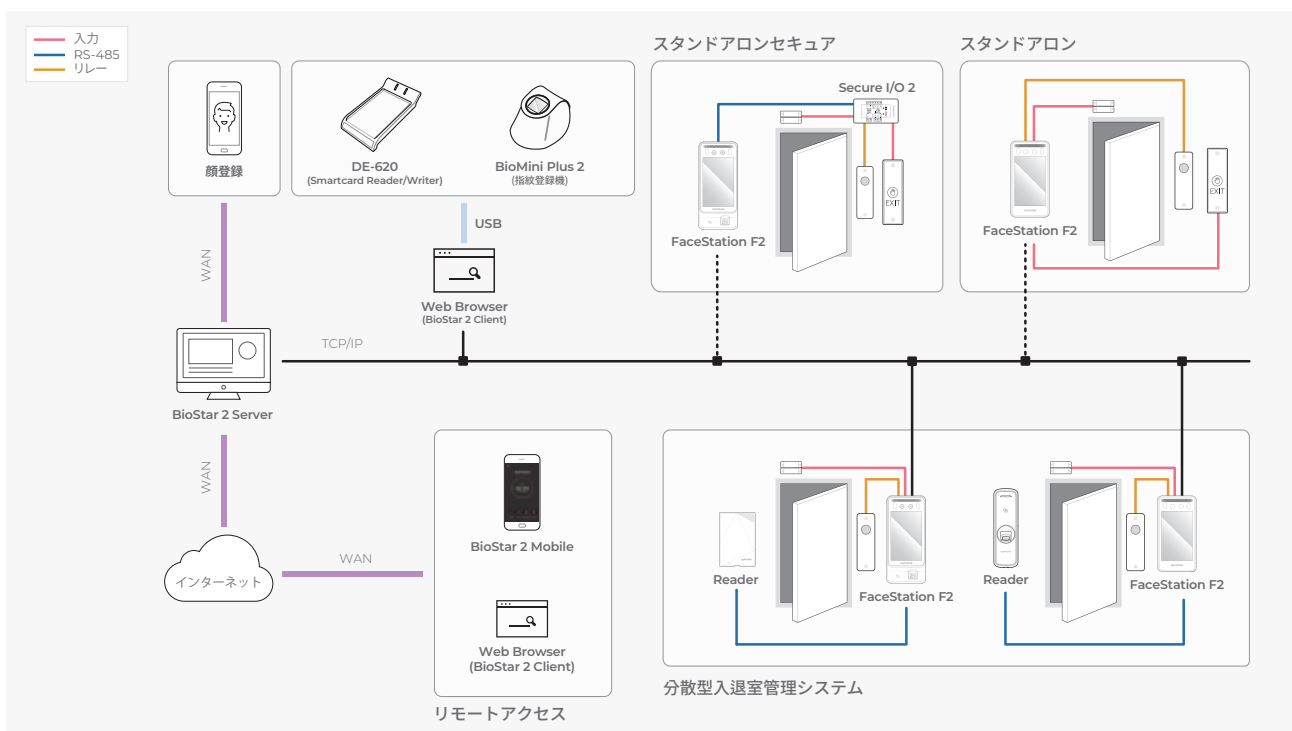 入力
RS-485
リレー
顔登録
DE-620
(Smartcard Reader/Writer)
BioMini Plus 2
(指紋登録機)
スタンドアロンセキュア
Secure I/O 2
EXIT
FaceStation F2
スタンドアロン
EXIT
FaceStation F2
WAN
USB
Web Browser
(BioStar 2 Client)
TCP/IP
BioStar 2 Server
WAN
インターネット
WAN
BioStar 2 Mobile
Web Browser
(BioStar 2 Client)
リモートアクセス
Reader
FaceStation F2
Reader
FaceStation F2
分散型入退室管理システム